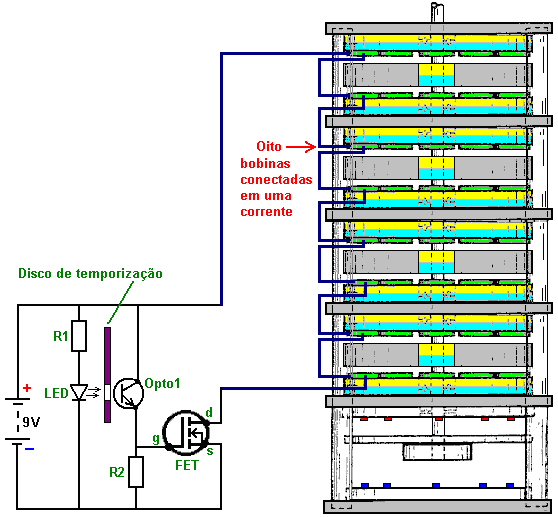 Oito
bobinas
conectadas
em uma
corrente
Disco de temporização
R1
LED
Opto1
+
9V
–
d
g
s
FET
R2